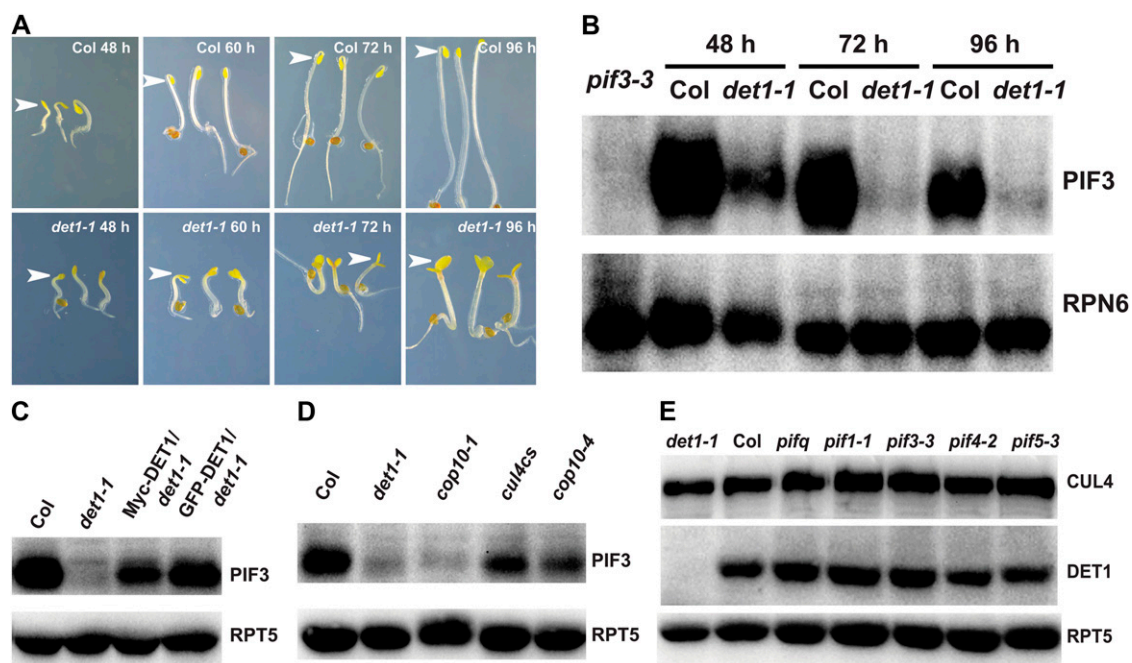 A
Col 48 h
Col 60 h
Col 72 h
Col 96 h
det1-1 48 h
det1-1 60 h
det1-1 72 h
det1-1 96 h
B
48 h 72 h 96 h
pif3-3 Col det1-1 Col det1-1 Col det1-1
PIF3
RPN6
C
Col
det1-1
Myc-DET1/
det1-1
GFP-DET1/
det1-1
PIF3
RPT5
D
Col
det1-1
cop10-1
cul4cs
cop10-4
PIF3
RPT5
E
det1-1 Col pifq pif1-1 pif3-3 pif4-2 pif5-3
CUL4
DET1
RPT5